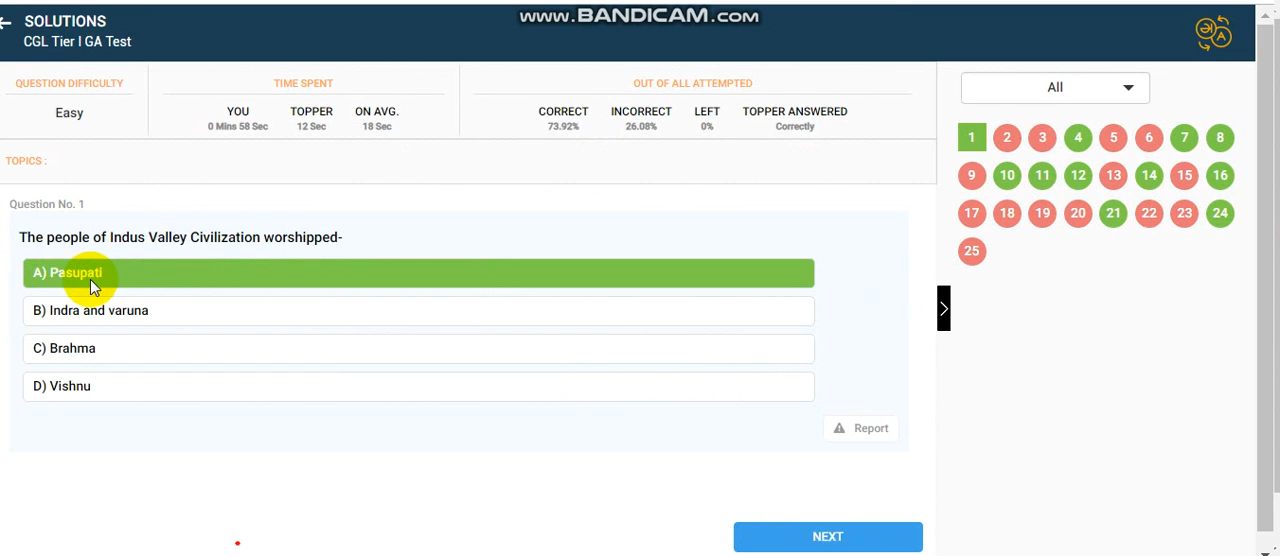 www.BANDICAM.com
SOLUTIONS
CGL Tier I GA Test
QUESTION DIFFICULTY
Easy
TIME SPENT
YOU TOPPER ON AVG.
0 Mins 58 Sec 12 Sec 18 Sec
OUT OF ALL ATTEMPTED
CORRECT INCORRECT LEFT TOPPER ANSWERED
73.92% 26.08% 0% Correctly
TOPICS :
Question No. 1
The people of Indus Valley Civilization worshipped-
A) Pasupati
B) Indra and varuna
C) Brahma
D) Vishnu
Report
NEXT
All
1 2 3 4 5 6 7 8
9 10 11 12 13 14 15 16
17 18 19 20 21 22 23 24
25